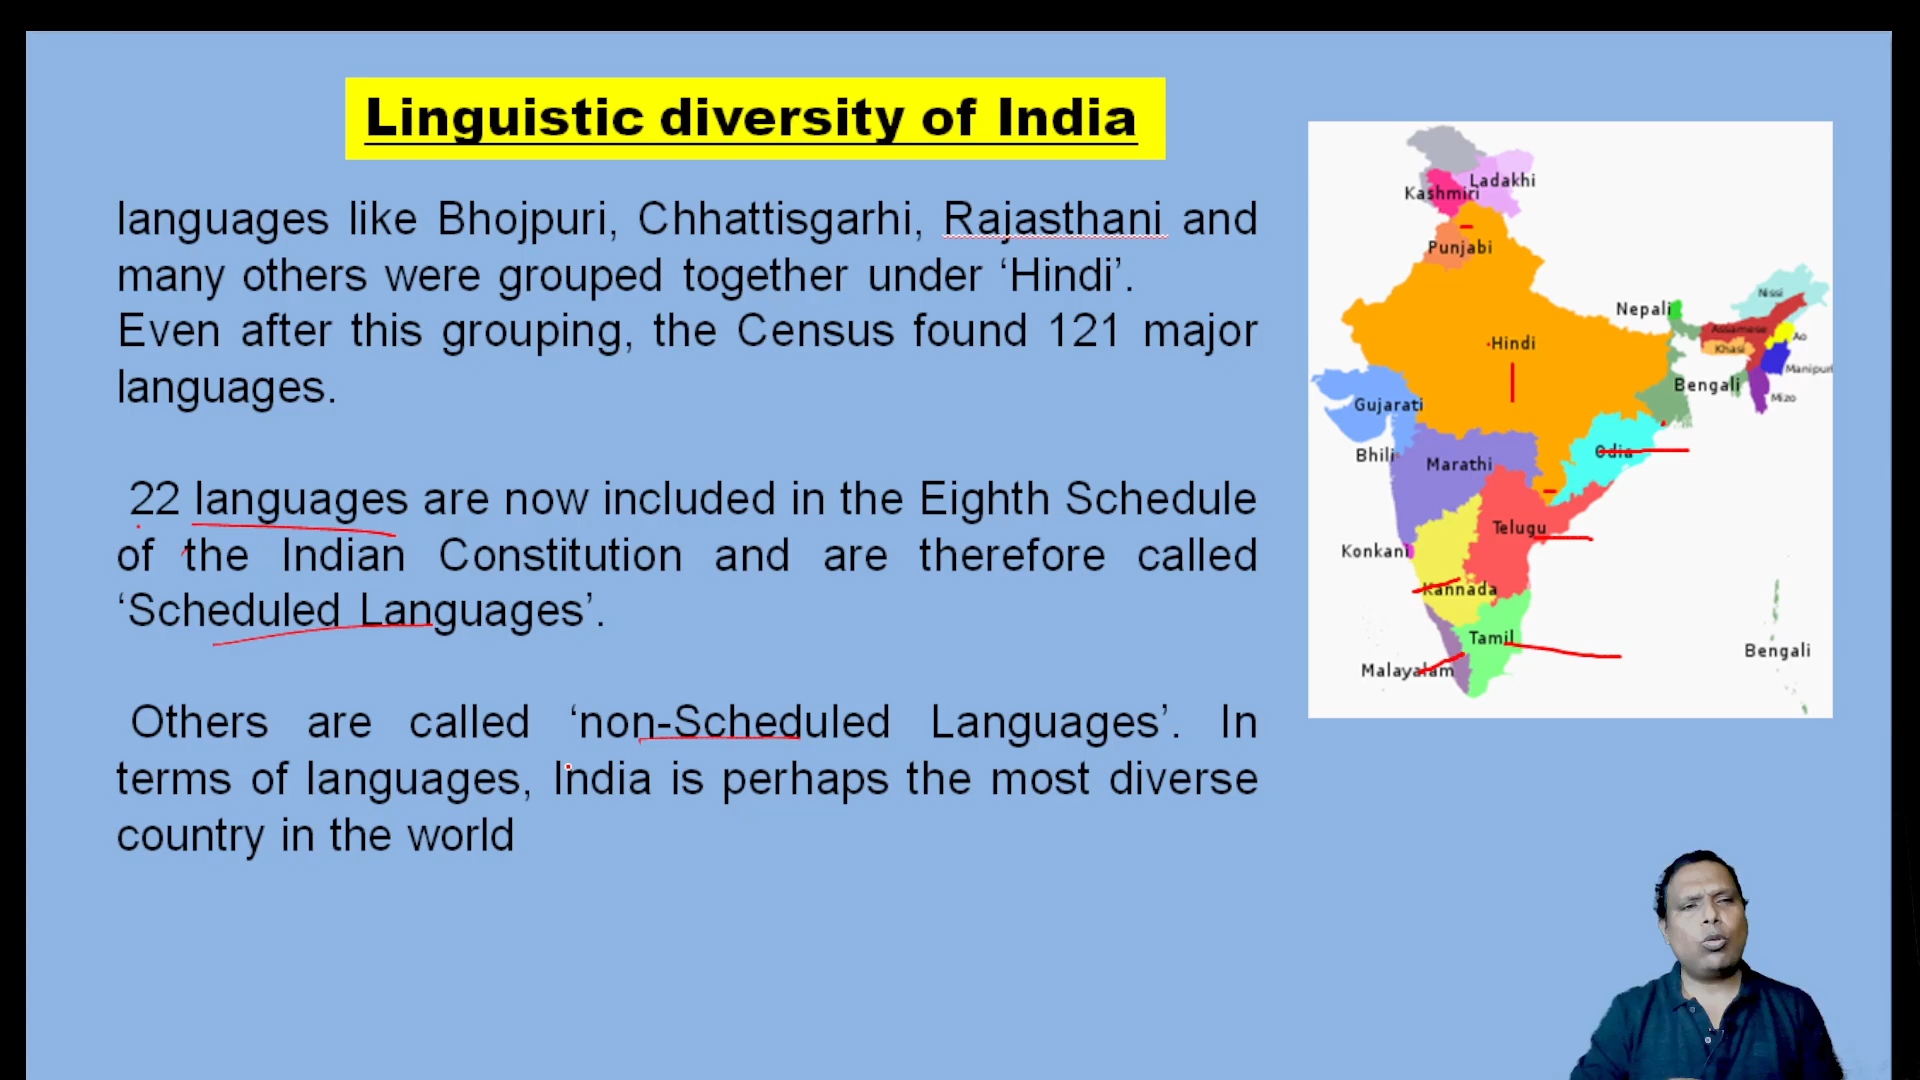 Linguistic diversity of India
languages like Bhojpuri, Chhattisgarhi, Rajasthani and
many others were grouped together under ‘Hindi’.
Even after this grouping, the Census found 121 major
languages.
22 languages are now included in the Eighth Schedule
of the Indian Constitution and are therefore called
‘Scheduled Languages’.
Others are called ‘non-Scheduled Languages’. In
terms of languages, India is perhaps the most diverse
country in the world
Ladakhi
Kashmiri
Punjabi
Nissi
Nepali
Assamese
Ao
Hindi
Khasi
Manipuri
Bengali
Mizo
Gujarati
Odia
Bhili
Marathi
Telugu
Konkani
Kannada
Tamil
Bengali
Malayalam